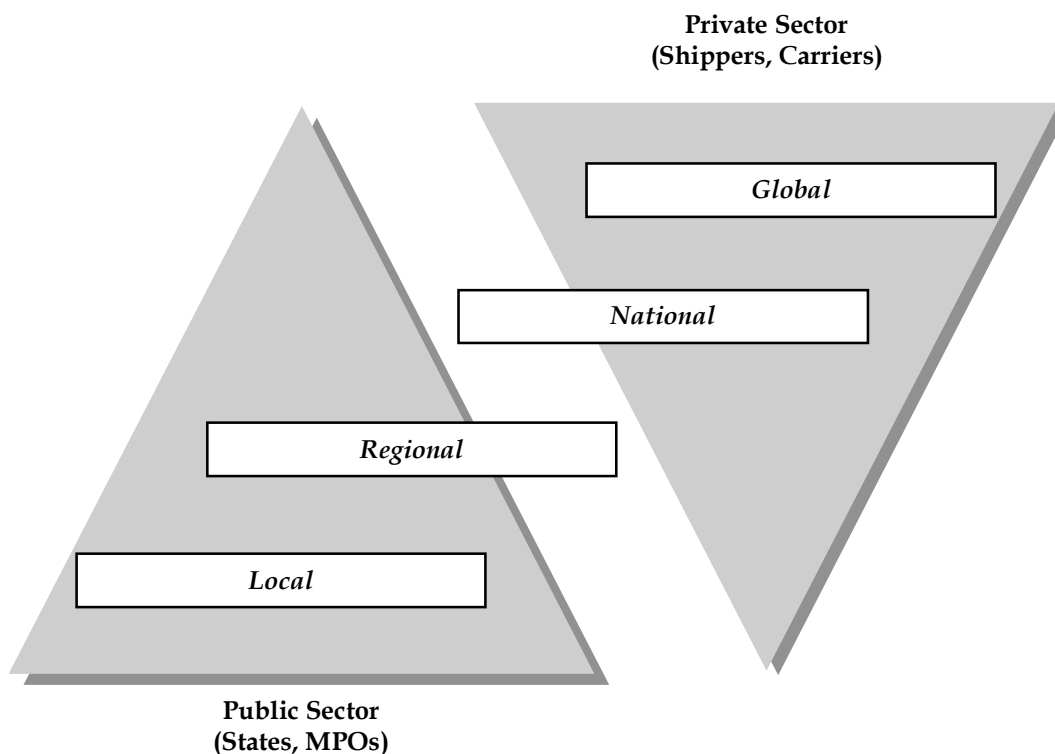 Private Sector
(Shippers, Carriers)
Global
National
Regional
Local
Public Sector
(States, MPOs)